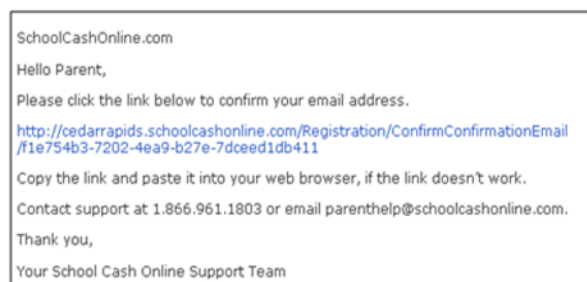 SchoolCashOnline.com
Hello Parent,
Please click the link below to confirm your email address.
http://cedarrapids.schoolcashonline.com/Registration/ConfirmConfirmationEmail
/f1e754b3-7202-4ea9-b27e-7dceed1db411
Copy the link and paste it into your web browser, if the link doesn't work.
Contact support at 1.866.961.1803 or email parenthelp@schoolcashonline.com.
Thank you,
Your School Cash Online Support Team